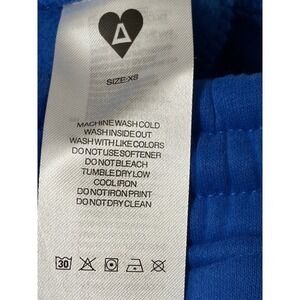 SIZE: XS
MACHINE WASH COLD
WASH INSIDE OUT
WASH WITH LIKE COLORS
DO NOT USE SOFTENER
DO NOT BLEACH
TUMBLE DRY LOW
COOL IRON
DO NOT IRON PRINT
DO NOT DRY CLEAN
30